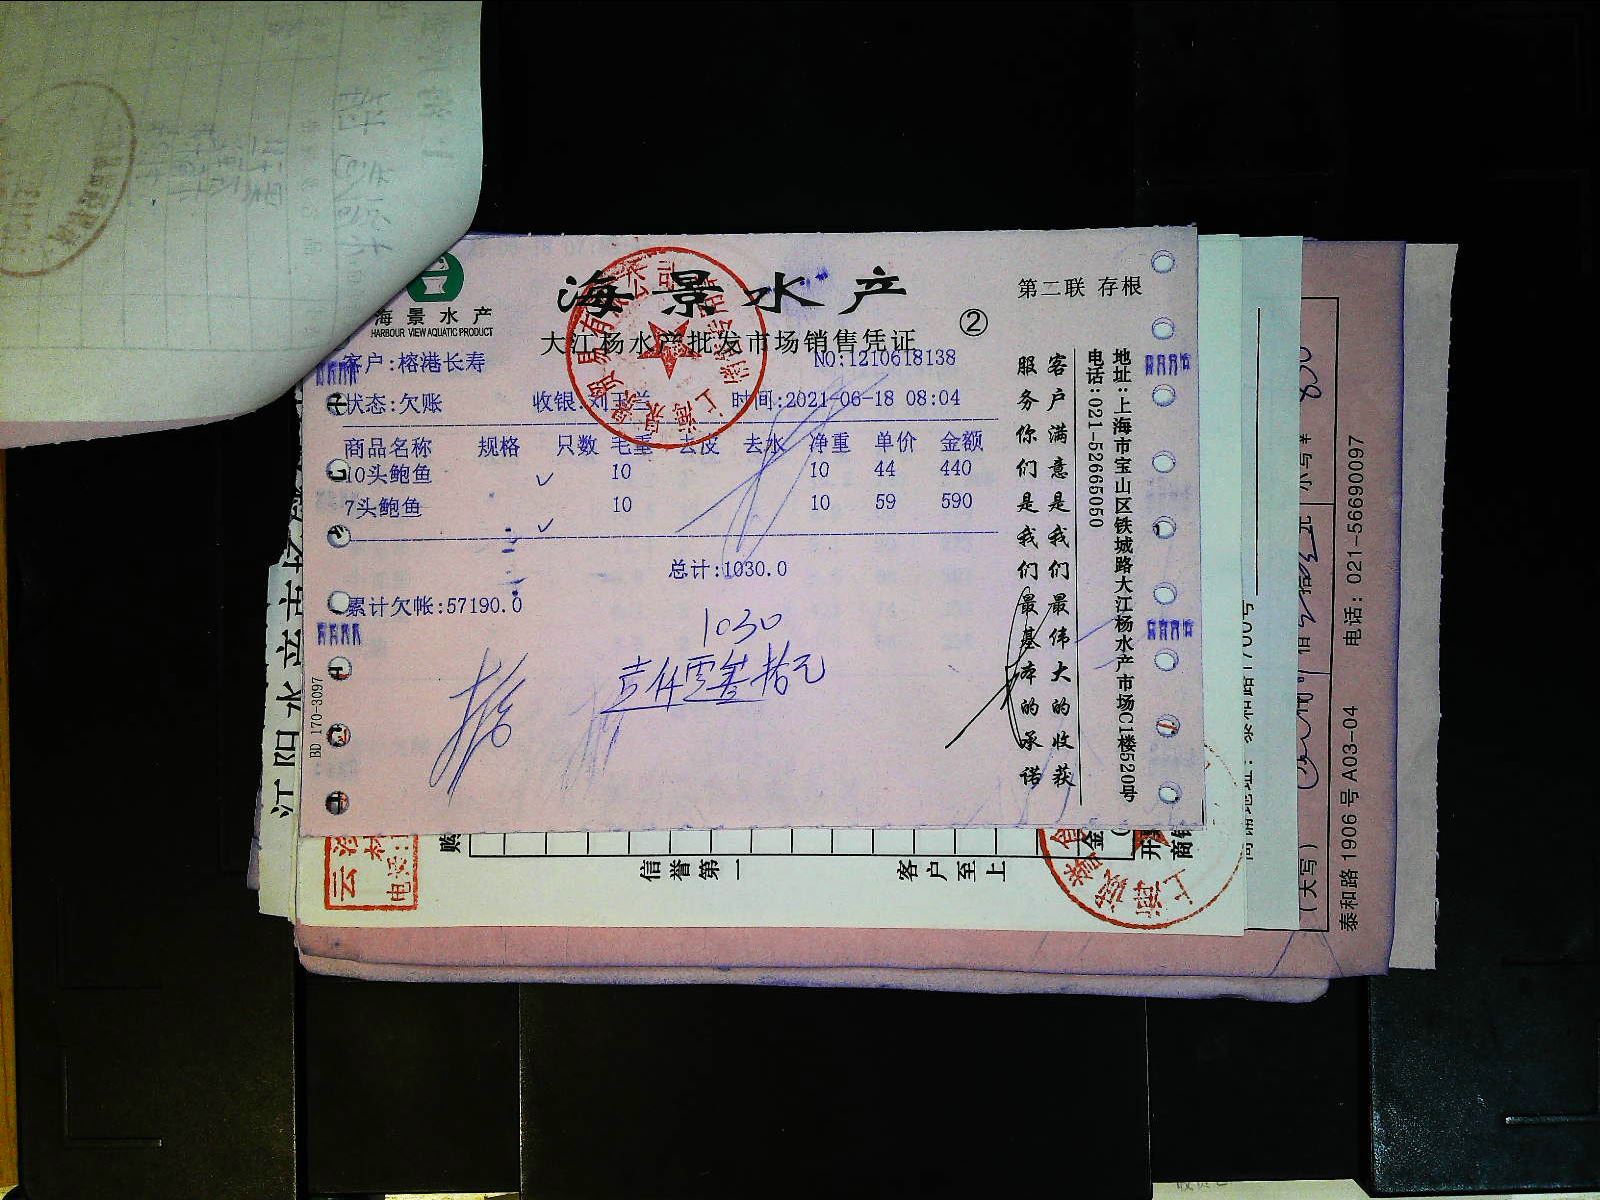 海景水产
第二联 存根
海景水产
HARBOUR VIEW AQUATIC PRODUCT
大江杨水产批发市场销售凭证
②
客户:榕港长寿
NO:1210618138
状态:欠账 收银:刘玉兰 时间:2021-06-18 08:04
商品名称 规格 只数 毛重 去皮 去水 净重 单价 金额
10头鲍鱼 10 10 44 440
7头鲍鱼 10 10 59 590
总计:1030.0
累计欠帐:57190.0
1030
壹仟零叁拾元
BD 170-3097
客户满意是我们最伟大的收获
服务你们是我们最基本的承诺
地址:上海市宝山区铁城路大江杨水产市场C1楼520号
电话:021-52665050
信誉第一
客户至上
泰和路1906号A03-04 电话: 021-56690097
(大写)